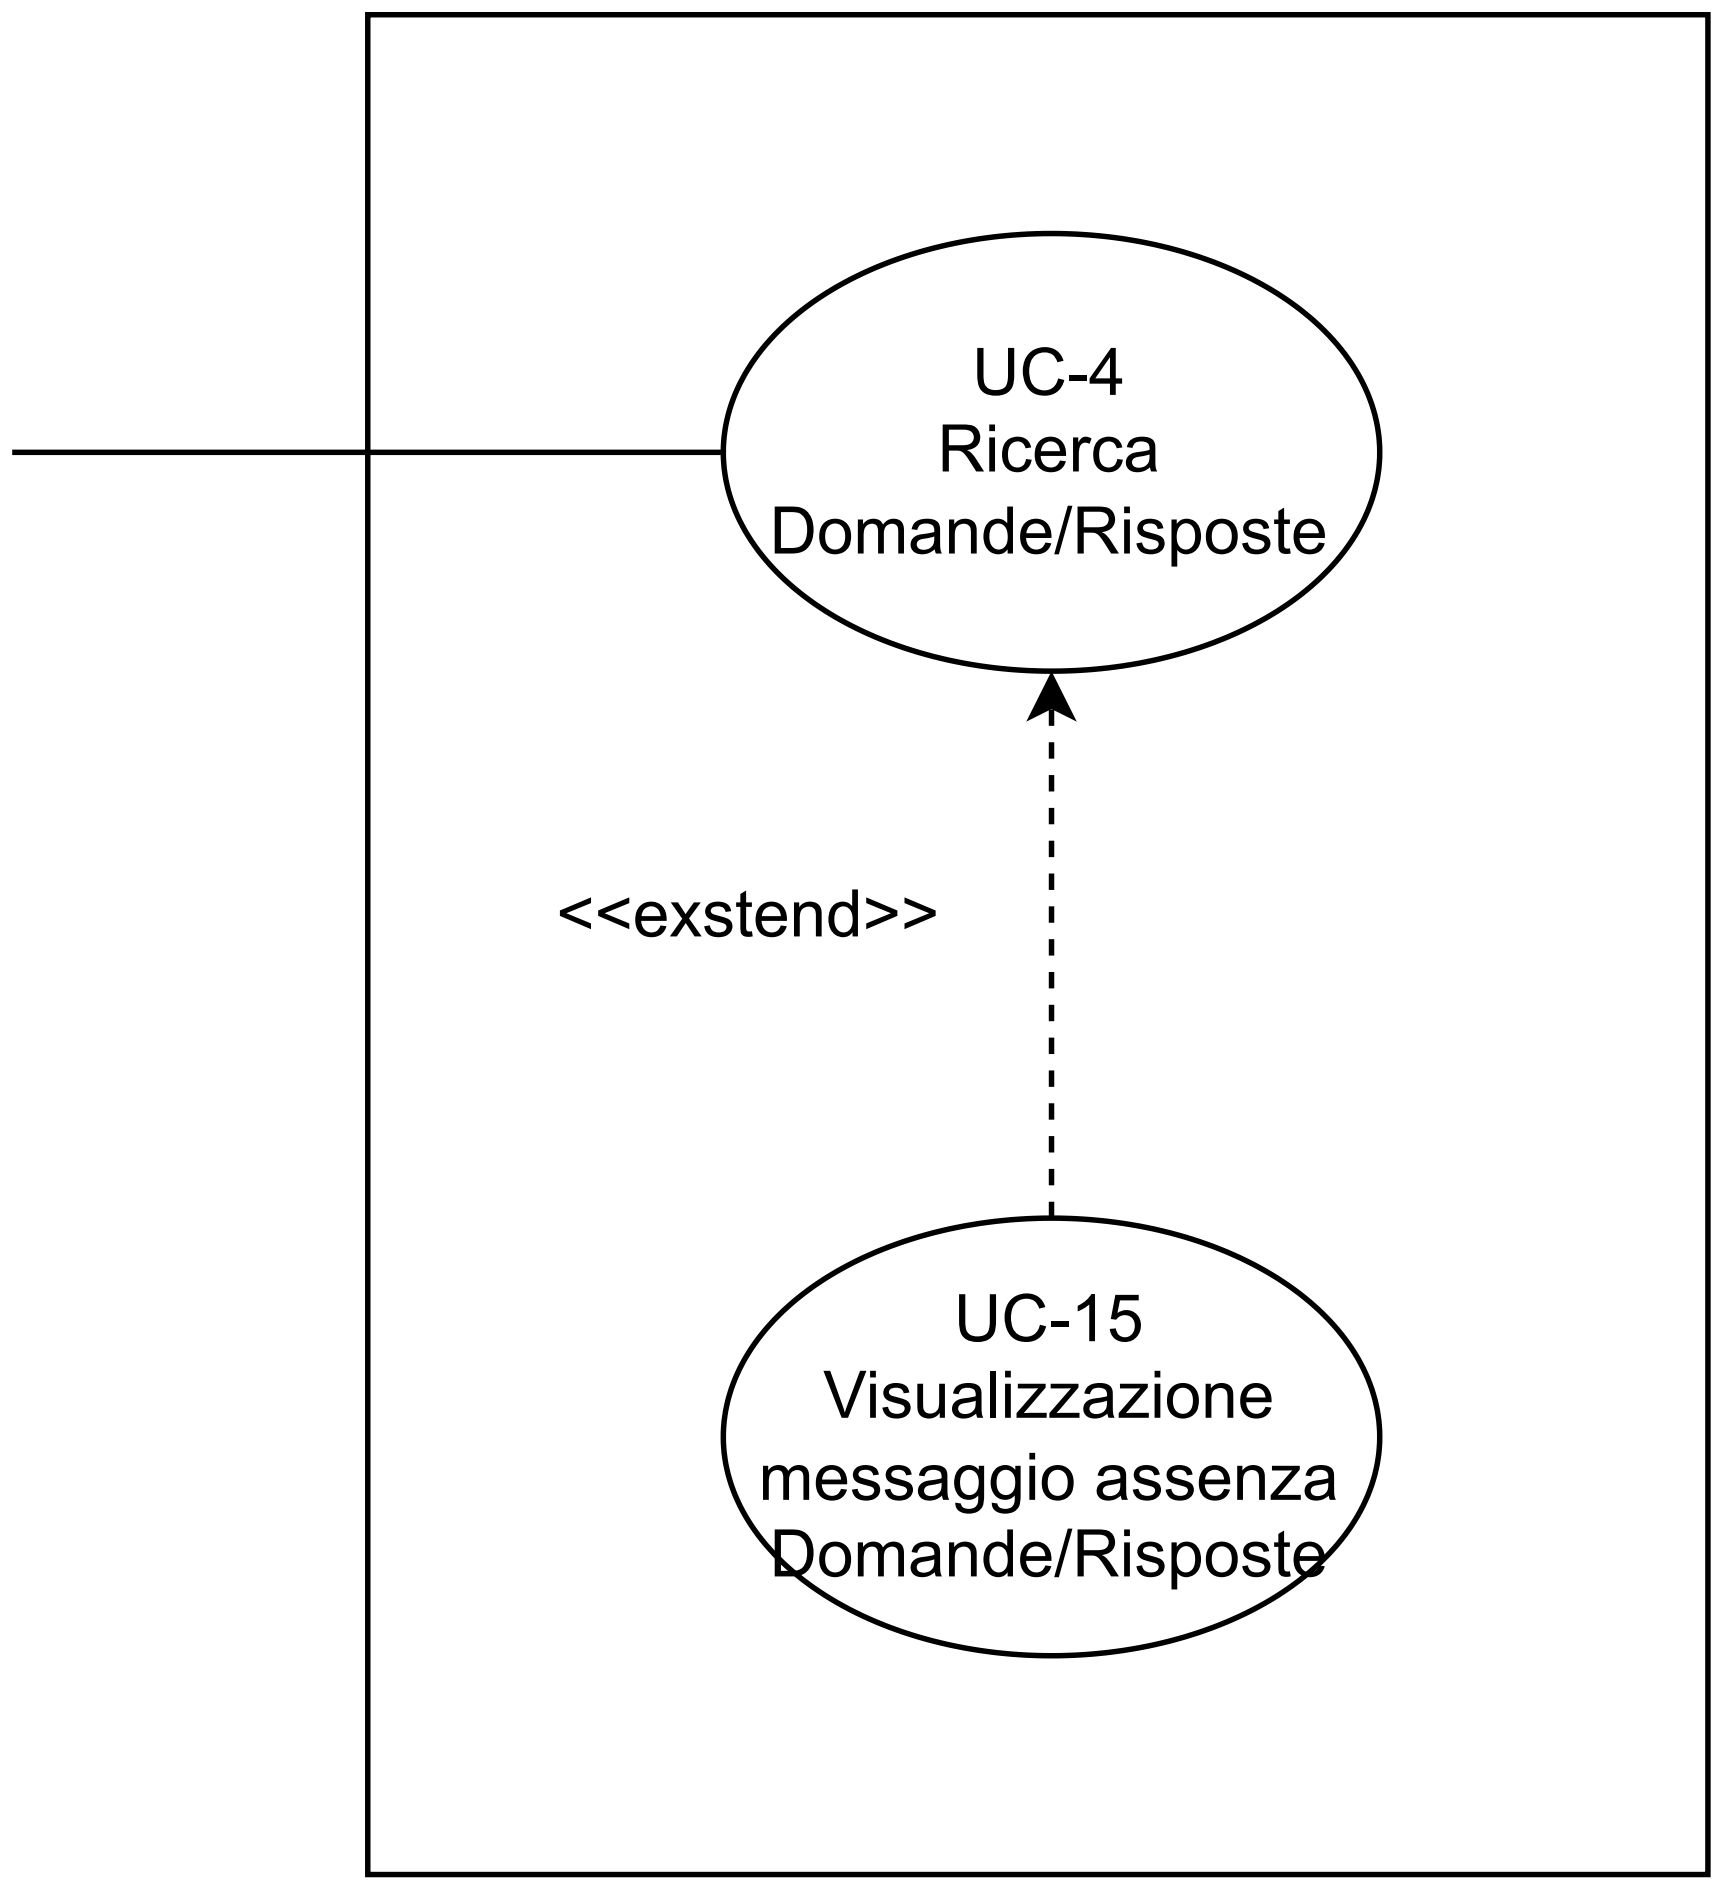 UC-4
Ricerca
Domande/Risposte
<<exstend>>
UC-15
Visualizzazione
messaggio assenza
Domande/Risposte